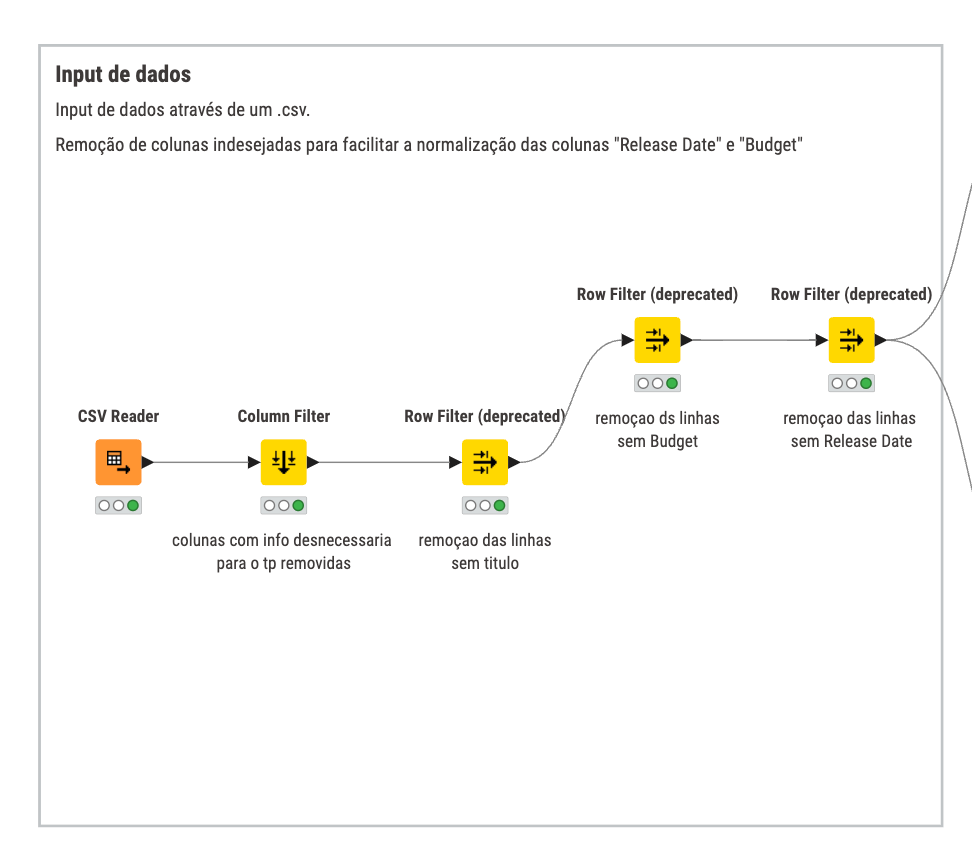 Input de dados
Input de dados através de um .csv.
Remoção de colunas indesejadas para facilitar a normalização das colunas "Release Date" e "Budget"
Row Filter (deprecated)
Row Filter (deprecated)
remoçao ds linhas
sem Budget
remoçao das linhas
sem Release Date
CSV Reader
Column Filter
Row Filter (deprecated)
colunas com info desnecessaria
para o tp removidas
remoçao das linhas
sem titulo